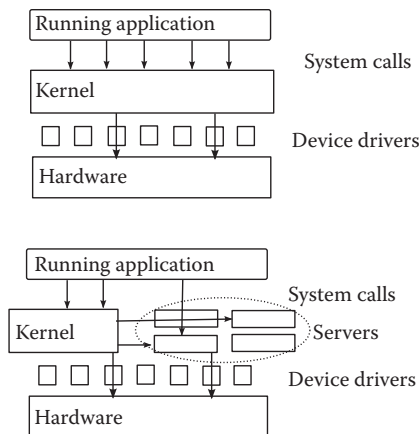 Running application
System calls
Kernel
Device drivers
Hardware
Running application
System calls
Kernel
Servers
Device drivers
Hardware